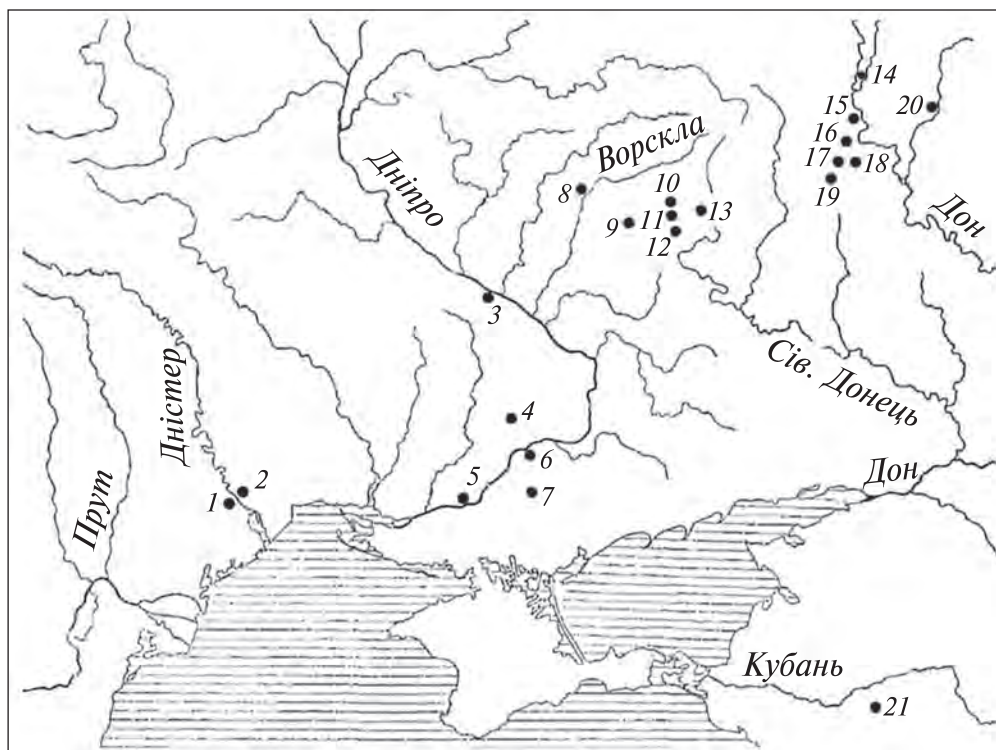 14
15
20
16
17
18
19
Дон
Ворскла
8
10
11
13
9
12
Дніпро
3
Сів. Донець
Дністер
4
6
5
7
Дон
2
1
Прут
Кубань
21